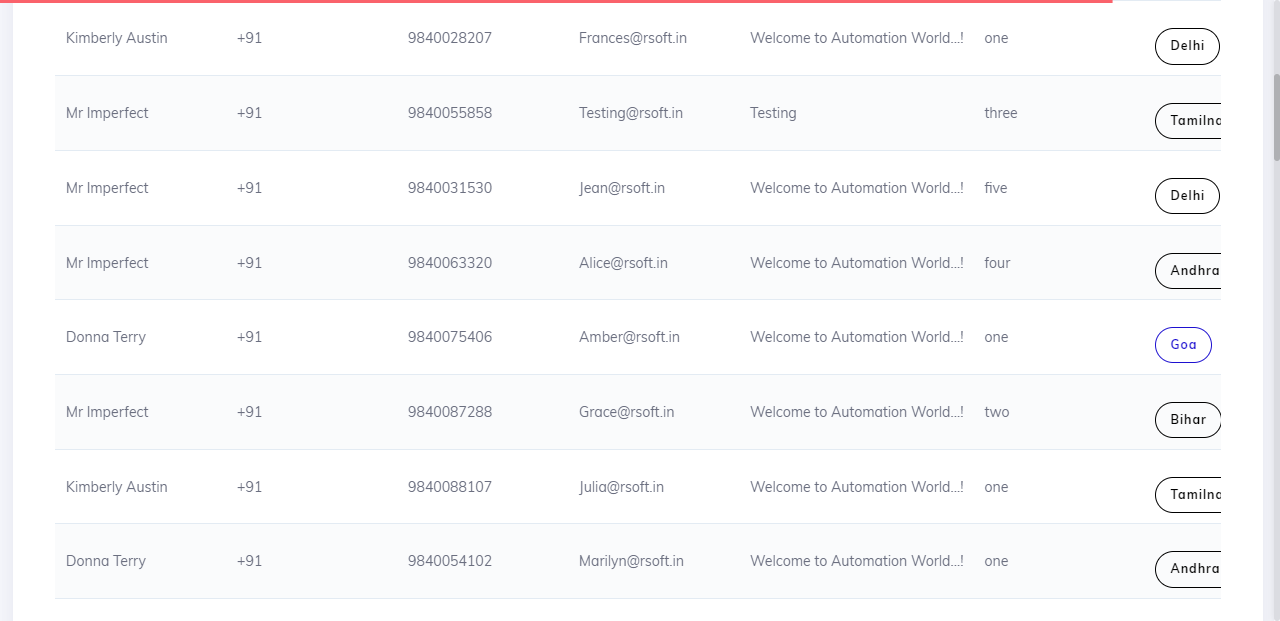 Kimberly Austin +91 9840028207 Frances@rsoft.in Welcome to Automation World...! one Delhi
Mr Imperfect +91 9840055858 Testing@rsoft.in Testing three
Mr Imperfect +91 9840031530 Jean@rsoft.in Welcome to Automation World...! five Delhi
Mr Imperfect +91 9840063320 Alice@rsoft.in Welcome to Automation World...! four Andhra
Donna Terry +91 9840075406 Amber@rsoft.in Welcome to Automation World...! one Goa
Mr Imperfect +91 9840087288 Grace@rsoft.in Welcome to Automation World...! two Bihar
Kimberly Austin +91 9840088107 Julia@rsoft.in Welcome to Automation World...! one
Donna Terry +91 9840054102 Marilyn@rsoft.in Welcome to Automation World...! one Andhra